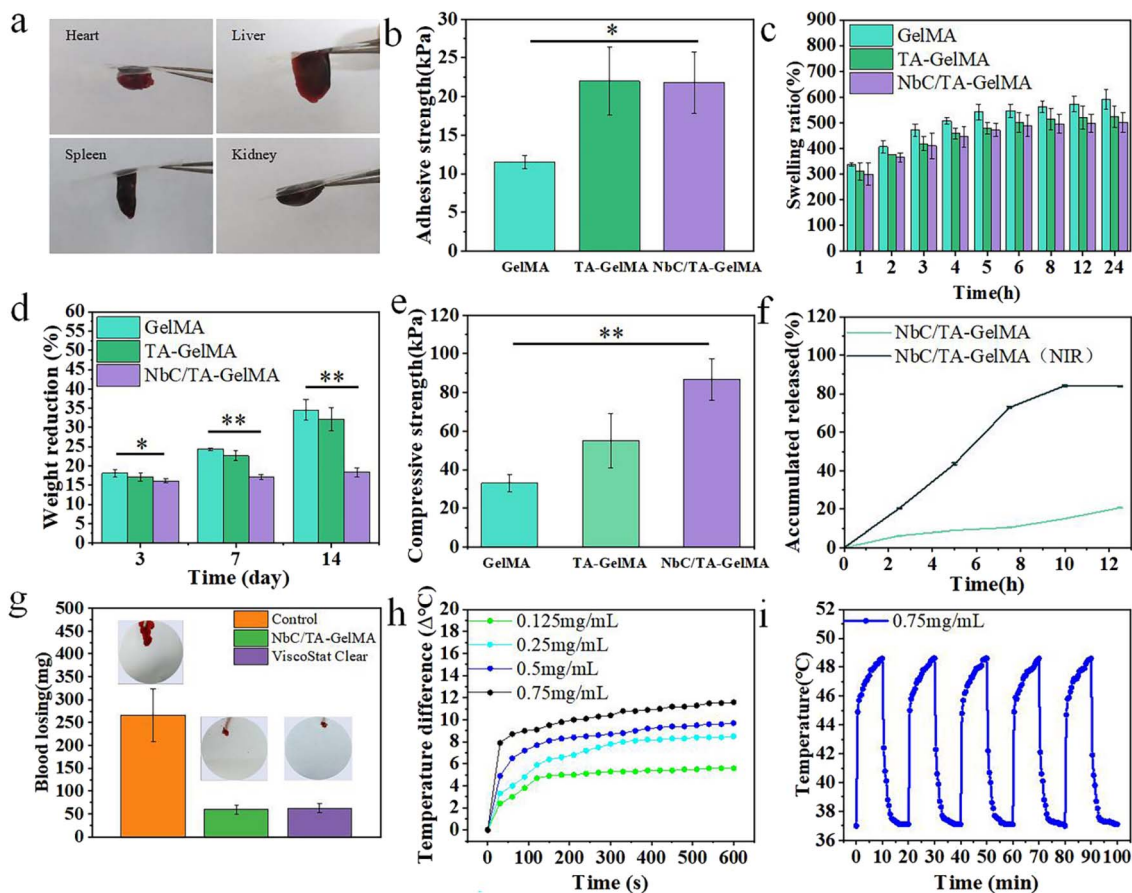 a
Heart
Liver
Spleen
Kidney
b
Adhesive strength(kPa)
30
25
20
15
10
5
0
*
GelMA
TA-GelMA
NbC/TA-GelMA
c
Swelling ratio(%)
900
800
700
600
500
400
300
200
100
0
GelMA
TA-GelMA
NbC/TA-GelMA
1
2
3
4
5
6
8
12
24
Time(h)
d
Weight reduction (%)
60
55
50
45
40
35
30
25
20
15
10
5
0
GelMA
TA-GelMA
NbC/TA-GelMA
*
**
**
3
7
14
Time (day)
e
Compressive strength(kPa)
120
100
80
60
40
20
0
**
GelMA
TA-GelMA
NbC/TA-GelMA
f
Accumulated released(%)
120
80
40
0
NbC/TA-GelMA
NbC/TA-GelMA（NIR）
0
2
4
6
8
10
12
Time(h)
g
Blood losing(mg)
500
450
400
350
300
250
200
150
100
50
0
Control
NbC/TA-GelMA
ViscoStat Clear
h
Temperature difference (Δ℃)
20
18
16
14
12
10
8
6
4
2
0
0.125mg/mL
0.25mg/mL
0.5mg/mL
0.75mg/mL
0
100
200
300
400
500
600
Time (s)
i
Temperature(℃)
52
50
48
46
44
42
40
38
36
0.75mg/mL
0
10
20
30
40
50
60
70
80
90
100
Time (min)